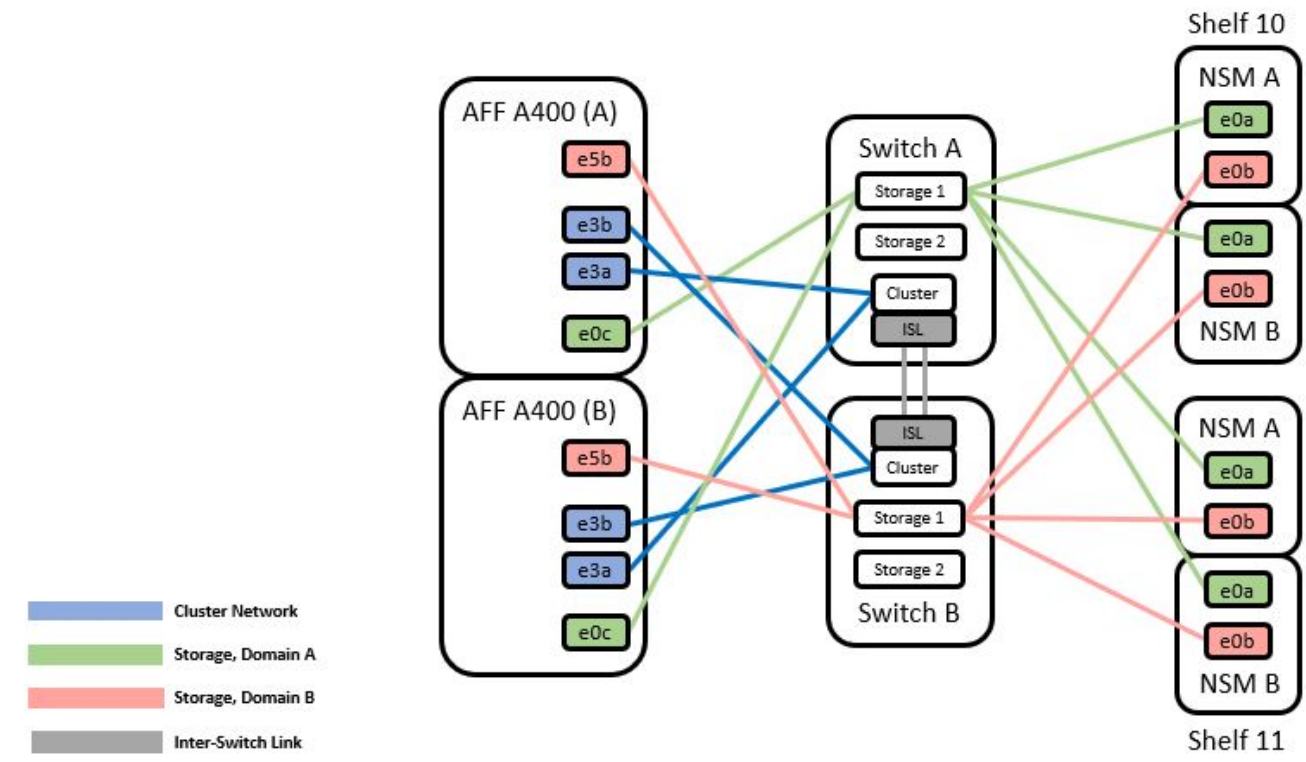 AFF A400 (A)
e5b
e3b
e3a
e0c
AFF A400 (B)
e5b
e3b
e3a
e0c
Switch A
Storage 1
Storage 2
Cluster
ISL
ISL
Cluster
Storage 1
Storage 2
Switch B
Shelf 10
NSM A
e0a
e0b
e0a
e0b
NSM B
NSM A
e0a
e0b
e0a
e0b
NSM B
Shelf 11
Cluster Network
Storage, Domain A
Storage, Domain B
Inter-Switch Link